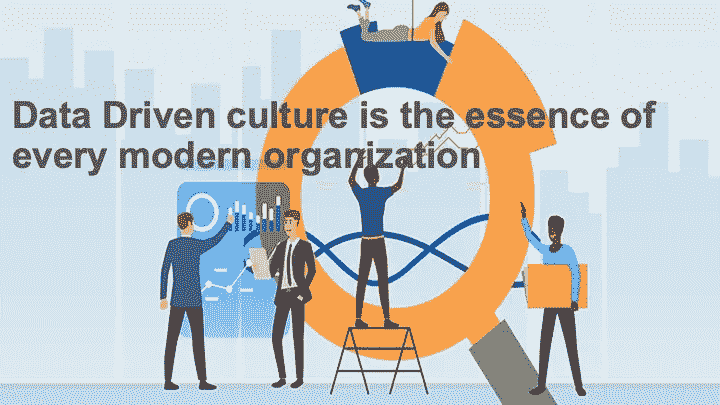 Data Driven culture is the essence of
every modern organization